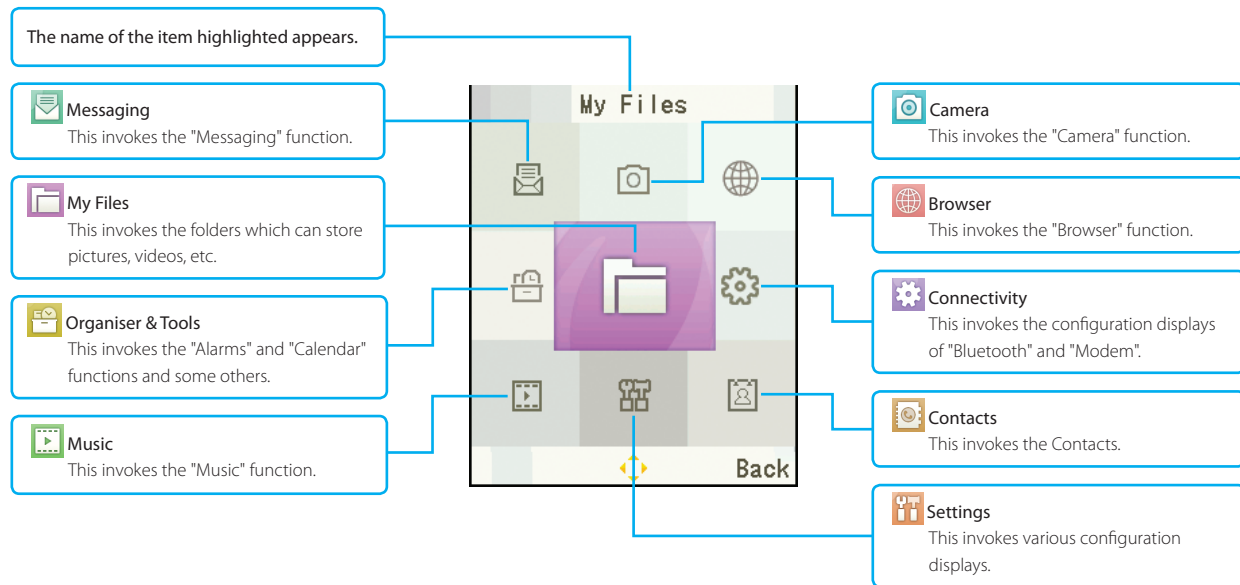 The name of the item highlighted appears.
Messaging
This invokes the "Messaging" function.
My Files
This invokes the folders which can store
pictures, videos, etc.
Organiser & Tools
This invokes the "Alarms" and "Calendar"
functions and some others.
Music
This invokes the "Music" function.
My Files
Back
Camera
This invokes the "Camera" function.
Browser
This invokes the "Browser" function.
Connectivity
This invokes the configuration displays
of "Bluetooth" and "Modem".
Contacts
This invokes the Contacts.
Settings
This invokes various configuration
displays.